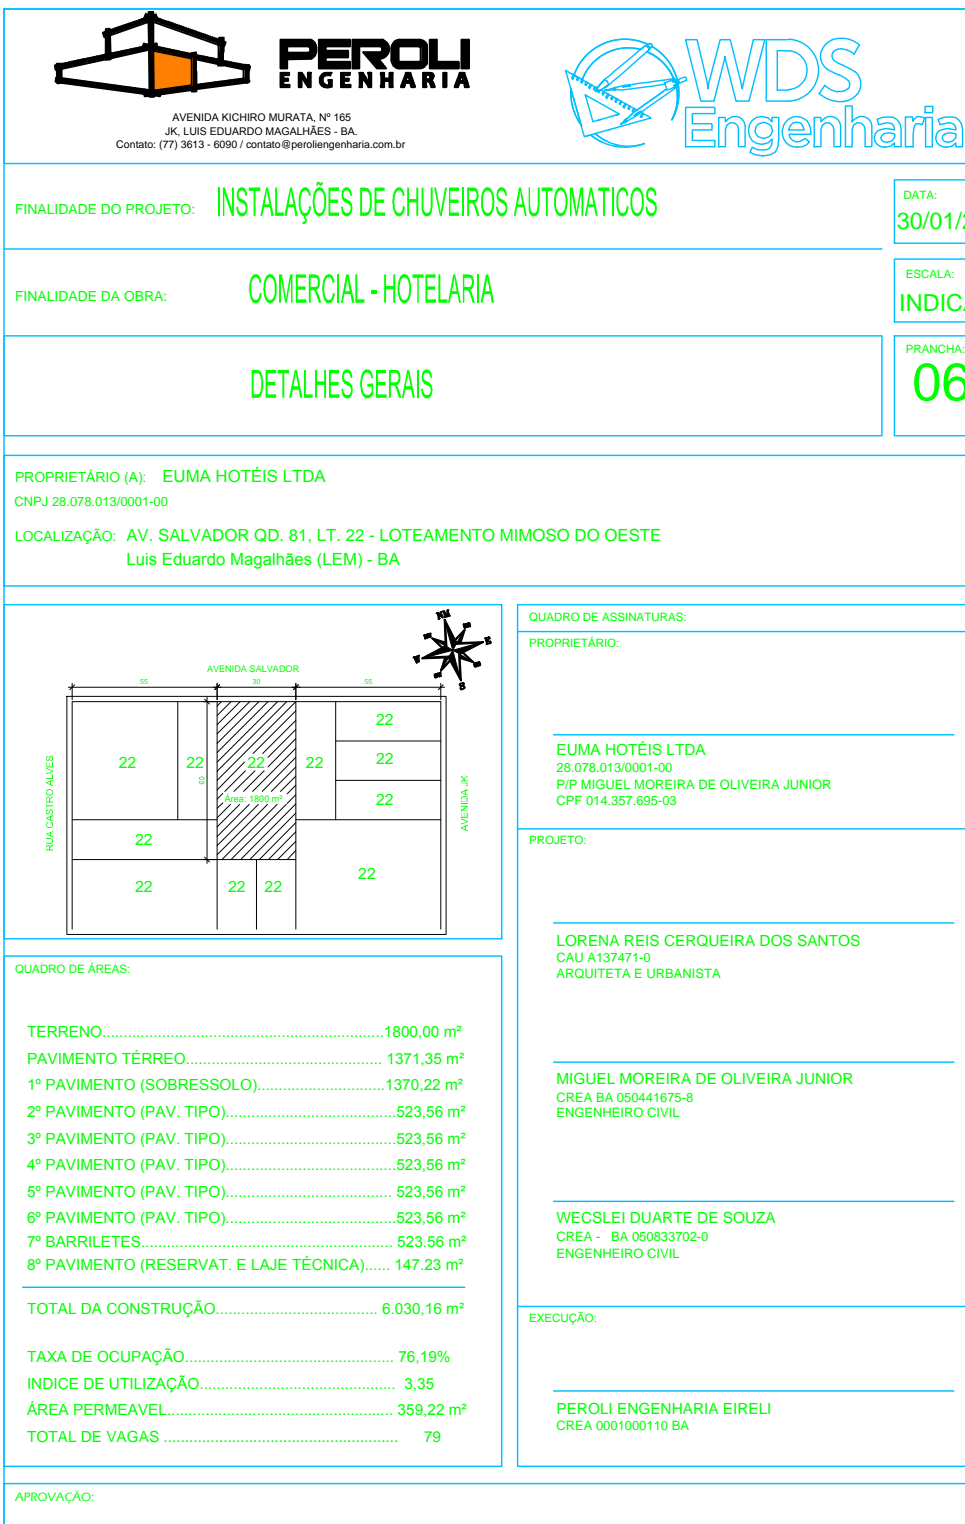 PEROLI
ENGENHARIA
AVENIDA KICHIRO MURATA, Nº 165
JK, LUIS EDUARDO MAGALHÃES - BA.
Contato: (77) 3613 - 6090 / contato@peroliengenharia.com.br
WDS
Engenharia
FINALIDADE DO PROJETO: INSTALAÇÕES DE CHUVEIROS AUTOMATICOS
DATA:
30/01/2
FINALIDADE DA OBRA: COMERCIAL - HOTELARIA
ESCALA:
INDICA
DETALHES GERAIS
PRANCHA:
06
PROPRIETÁRIO (A): EUMA HOTÉIS LTDA
CNPJ 28.078.013/0001-00
LOCALIZAÇÃO: AV. SALVADOR QD. 81, LT. 22 - LOTEAMENTO MIMOSO DO OESTE
Luis Eduardo Magalhães (LEM) - BA
AVENIDA SALVADOR
55 30 55
22
22 22 22 22 22
60
Área: 1800 m²
22
22
22
22 22 22
RUA CASTRO ALVES
AVENIDA JK
QUADRO DE ÁREAS:
TERRENO..................................................................1800,00 m²
PAVIMENTO TÉRREO.............................................. 1371,35 m²
1º PAVIMENTO (SOBRESSOLO)..............................1370,22 m²
2º PAVIMENTO (PAV. TIPO)........................................523,56 m²
3º PAVIMENTO (PAV. TIPO)........................................523,56 m²
4º PAVIMENTO (PAV. TIPO)........................................523,56 m²
5º PAVIMENTO (PAV. TIPO)....................................... 523,56 m²
6º PAVIMENTO (PAV. TIPO)........................................523,56 m²
7º BARRILETES........................................................... 523.56 m²
8º PAVIMENTO (RESERVAT. E LAJE TÉCNICA)...... 147.23 m²
TOTAL DA CONSTRUÇÃO...................................... 6.030,16 m²
TAXA DE OCUPAÇÃO................................................. 76,19%
INDICE DE UTILIZAÇÃO.............................................. 3,35
ÁREA PERMEAVEL..................................................... 359,22 m²
TOTAL DE VAGAS ....................................................... 79
QUADRO DE ASSINATURAS:
PROPRIETÁRIO:
EUMA HOTÉIS LTDA
28.078.013/0001-00
P/P MIGUEL MOREIRA DE OLIVEIRA JUNIOR
CPF 014.357.695-03
PROJETO:
LORENA REIS CERQUEIRA DOS SANTOS
CAU A137471-0
ARQUITETA E URBANISTA
MIGUEL MOREIRA DE OLIVEIRA JUNIOR
CREA BA 050441675-8
ENGENHEIRO CIVIL
WECSLEI DUARTE DE SOUZA
CREA - BA 050833702-0
ENGENHEIRO CIVIL
EXECUÇÃO:
PEROLI ENGENHARIA EIRELI
CREA 0001000110 BA
APROVAÇÃO: